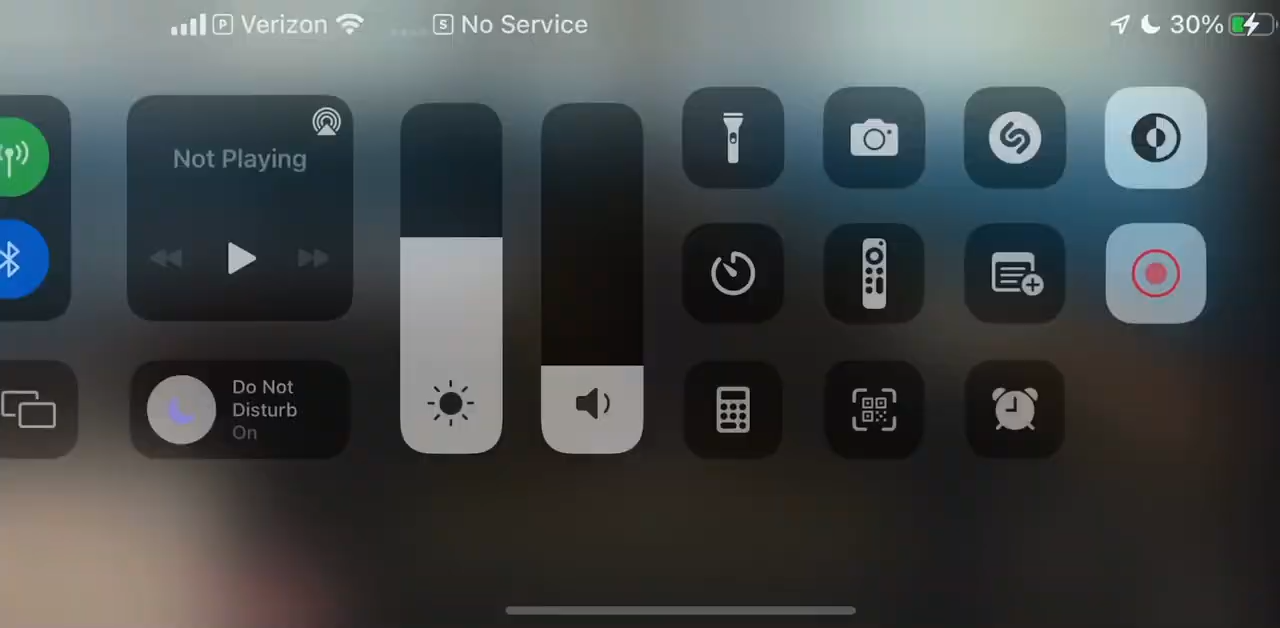 P Verizon
S No Service
30%
Not Playing
Do Not
Disturb
On